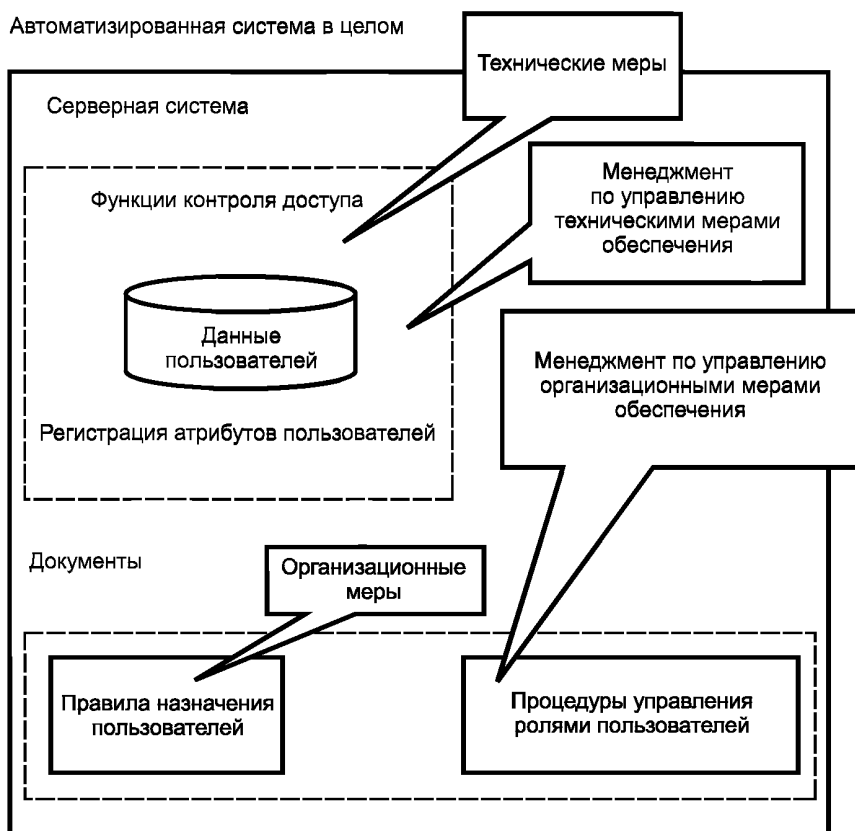 Автоматизированная система в целом
Технические меры
Серверная система
Менеджмент
по управлению
техническими мерами
обеспечения
Функции контроля доступа
Данные
пользователей
Менеджмент по управлению
организационными мерами
обеспечения
Регистрация атрибутов пользователей
Документы
Организационные
меры
Правила назначения
пользователей
Процедуры управления
ролями пользователей